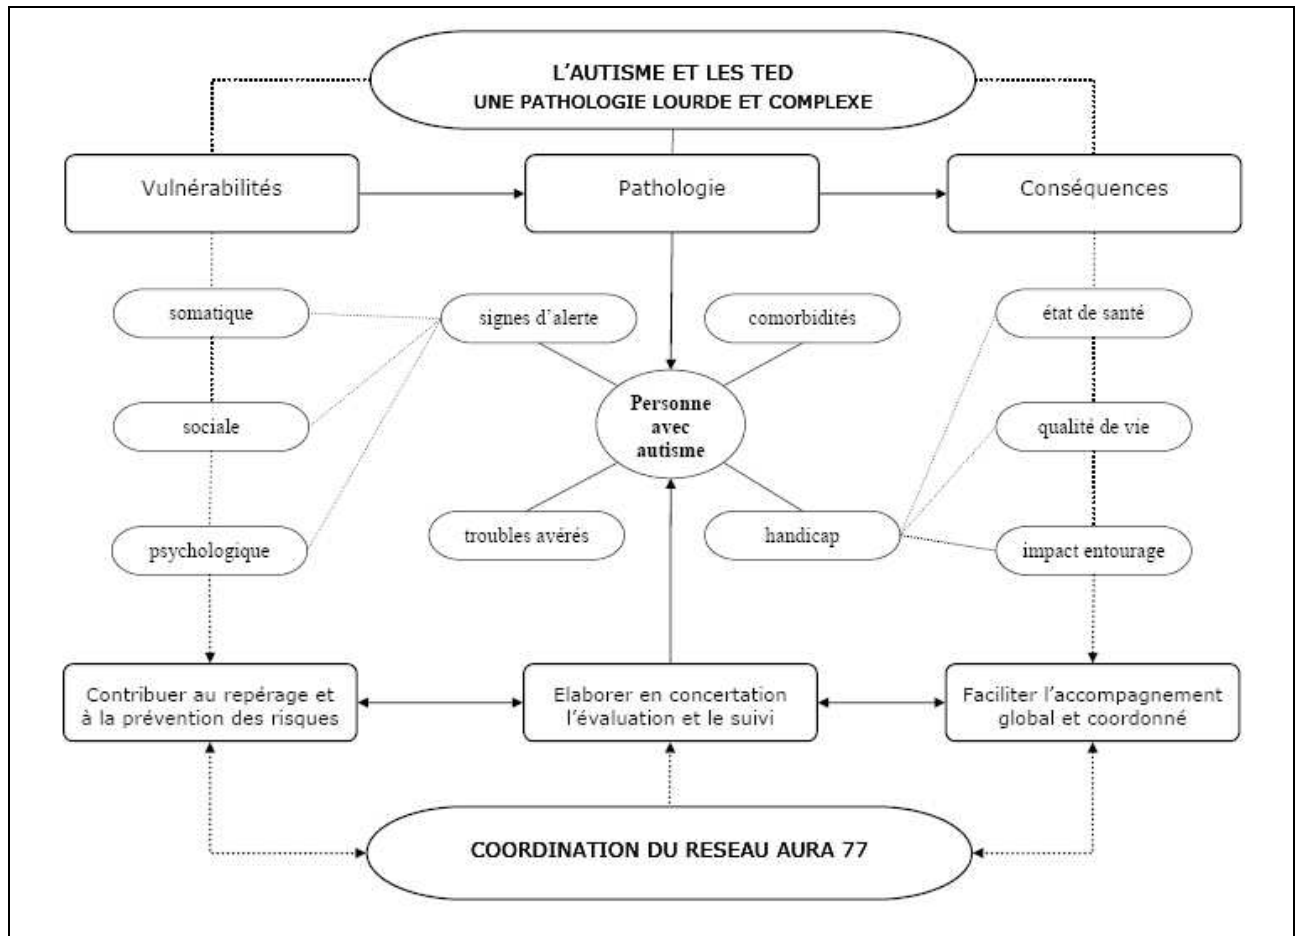 L'AUTISME ET LES TED
UNE PATHOLOGIE LOURDE ET COMPLEXE
Vulnérabilités
Pathologie
Conséquences
somatique
signes d'alerte
comorbidités
état de santé
Personne
avec
autisme
sociale
qualité de vie
psychologique
troubles avérés
handicap
impact entourage
Contribuer au repérage et
à la prévention des risques
Elaborer en concertation
l'évaluation et le suivi
Faciliter l'accompagnement
global et coordonné
COORDINATION DU RESEAU AURA 77